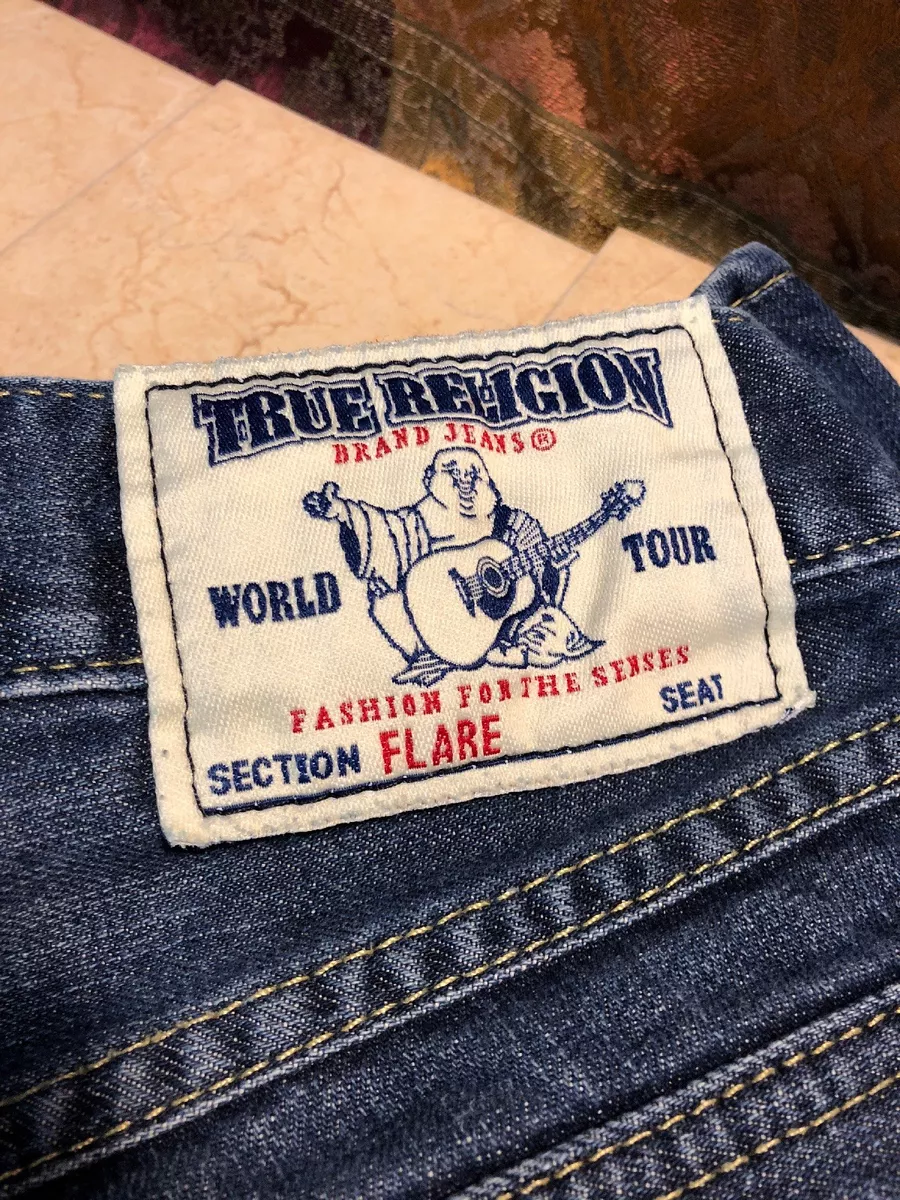 TRUE RELIGION
BRAND JEANS®
WORLD TOUR
FASHION FOR THE SENSES
SECTION FLARE SEAT